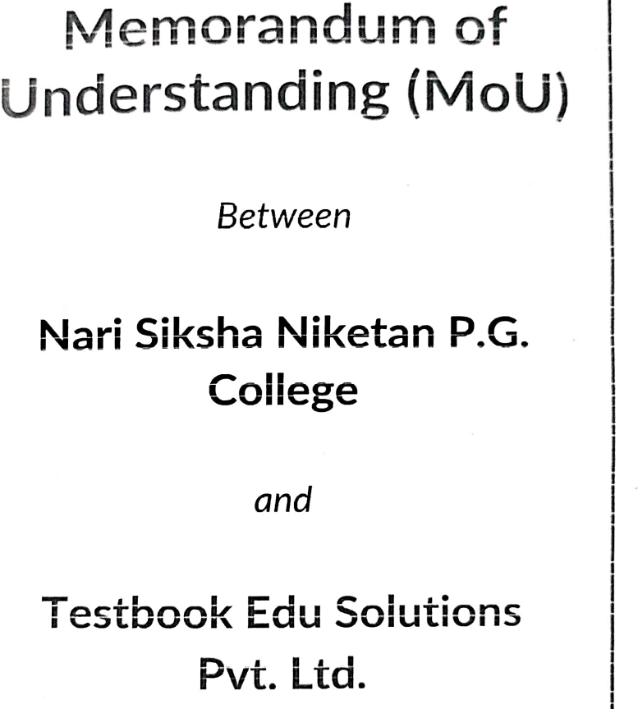 Memorandum of
Understanding (MoU)
Between
Nari Siksha Niketan P.G.
College
and
Testbook Edu Solutions
Pvt. Ltd.